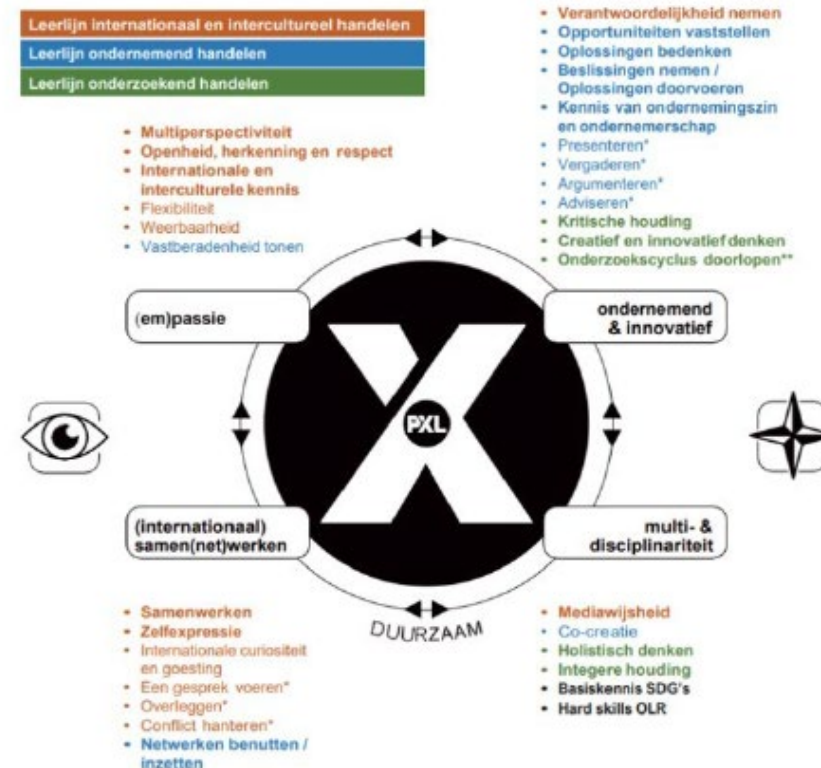 Leerlijn internationaal en intercultureel handelen
Leerlijn ondernemend handelen
Leerlijn onderzoekend handelen
• Multiperspectiviteit
• Openheid, herkenning en respect
• Internationale en
interculturele kennis
• Flexibiliteit
• Weerbaarheid
• Vastberadenheid tonen
• Verantwoordelijkheid nemen
• Opportuniteiten vaststellen
• Oplossingen bedenken
• Beslissingen nemen /
Oplossingen doorvoeren
• Kennis van ondernemingszin
en ondernemerschap
• Presenteren*
• Vergaderen*
• Argumenteren*
• Adviseren*
• Kritische houding
• Creatief en innovatief denken
• Onderzoekscyclus doorlopen**
(em)passie
ondernemend
& innovatief
PXL
(internationaal)
samen(net)werken
multi- &
disciplinariteit
DUURZAAM
• Samenwerken
• Zelfexpressie
• Internationale curiositeit
en goesting
• Een gesprek voeren*
• Overleggen*
• Conflict hanteren*
• Netwerken benutten /
inzetten
• Mediawijsheid
• Co-creatie
• Holistisch denken
• Integere houding
• Basiskennis SDG's
• Hard skills OLR